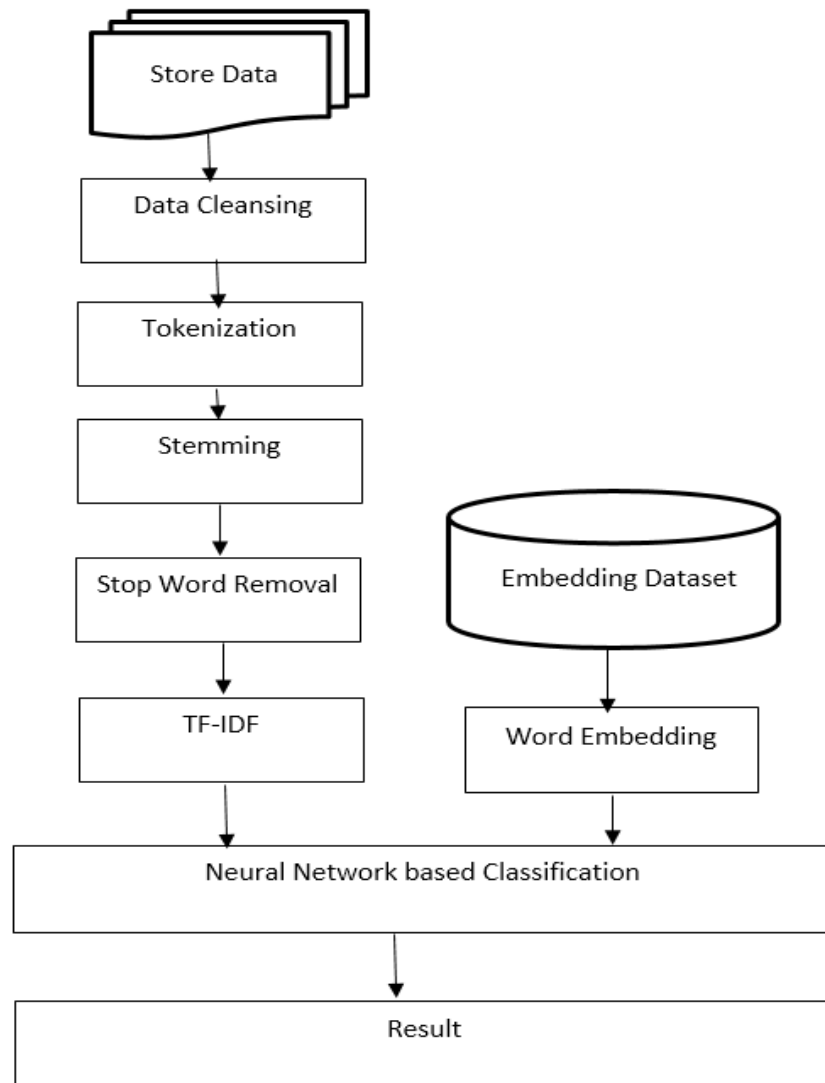 Store Data
Data Cleansing
Tokenization
Stemming
Stop Word Removal
Embedding Dataset
TF-IDF
Word Embedding
Neural Network based Classification
Result